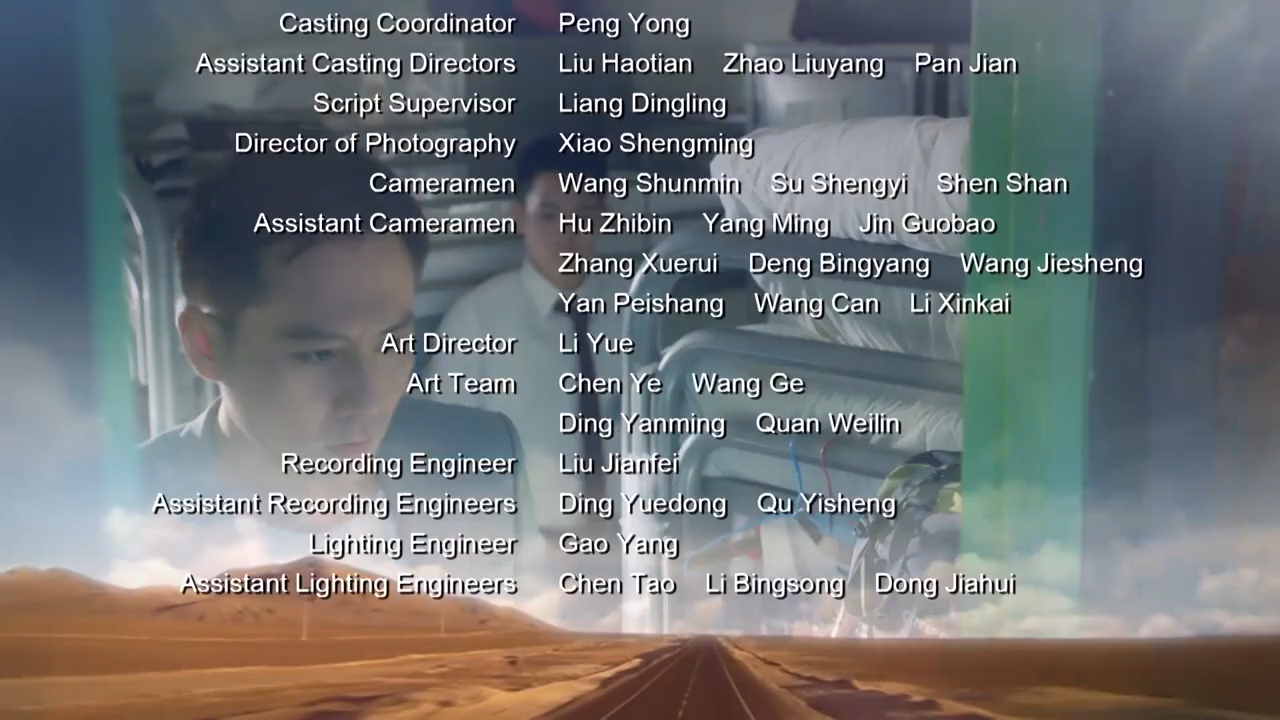 Casting Coordinator Peng Yong
Assistant Casting Directors Liu Haotian Zhao Liuyang Pan Jian
Script Supervisor Liang Dingling
Director of Photography Xiao Shengming
Cameramen Wang Shunmin Su Shengyi Shen Shan
Assistant Cameramen Hu Zhibin Yang Ming Jin Guobao
Zhang Xuerui Deng Bingyang Wang Jiesheng
Yan Peishang Wang Can Li Xinkai
Art Director Li Yue
Art Team Chen Ye Wang Ge
Ding Yanming Quan Weilin
Recording Engineer Liu Jianfei
Assistant Recording Engineers Ding Yuedong Qu Yisheng
Lighting Engineer Gao Yang
Assistant Lighting Engineers Chen Tao Li Bingsong Dong Jiahui